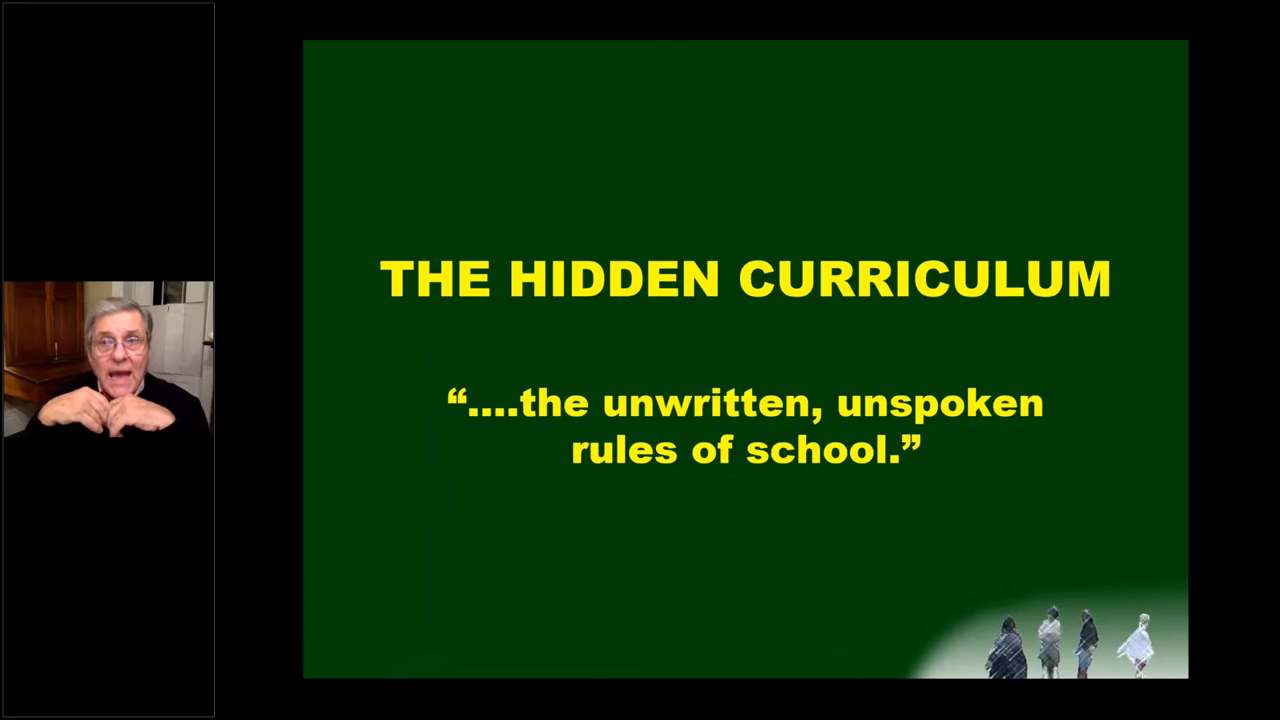 THE HIDDEN CURRICULUM
“....the unwritten, unspoken
rules of school.”